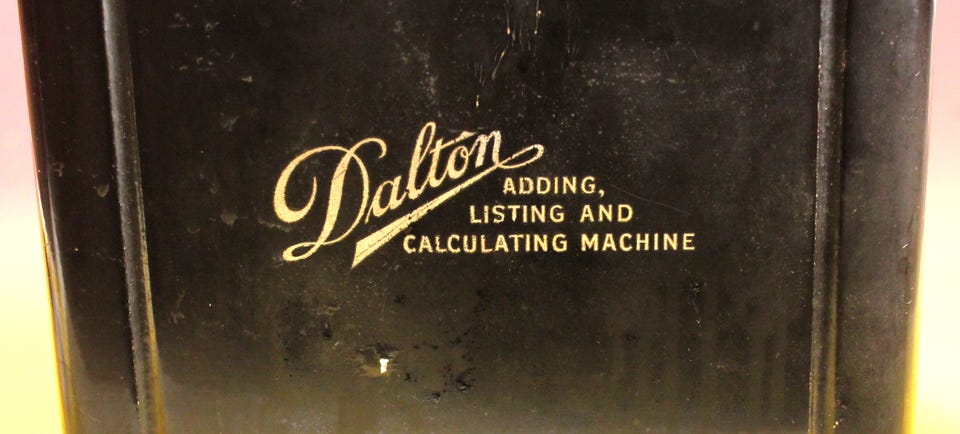 Dalton
ADDING,
LISTING AND
CALCULATING MACHINE